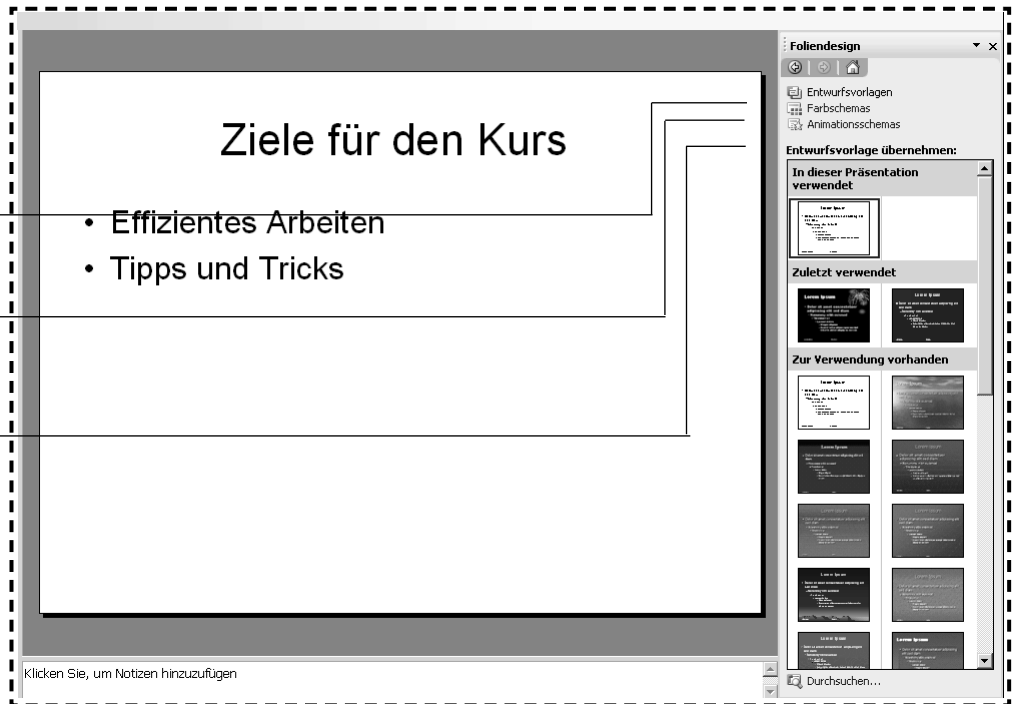 Ziele für den Kurs
• Effizientes Arbeiten
• Tipps und Tricks
Klicken Sie, um Notizen hinzuzufügen
Foliendesign
Entwurfsvorlagen
Farbschemas
Animationsschemas
Entwurfsvorlage übernehmen:
In dieser Präsentation
verwendet
Zuletzt verwendet
Zur Verwendung vorhanden
Durchsuchen...